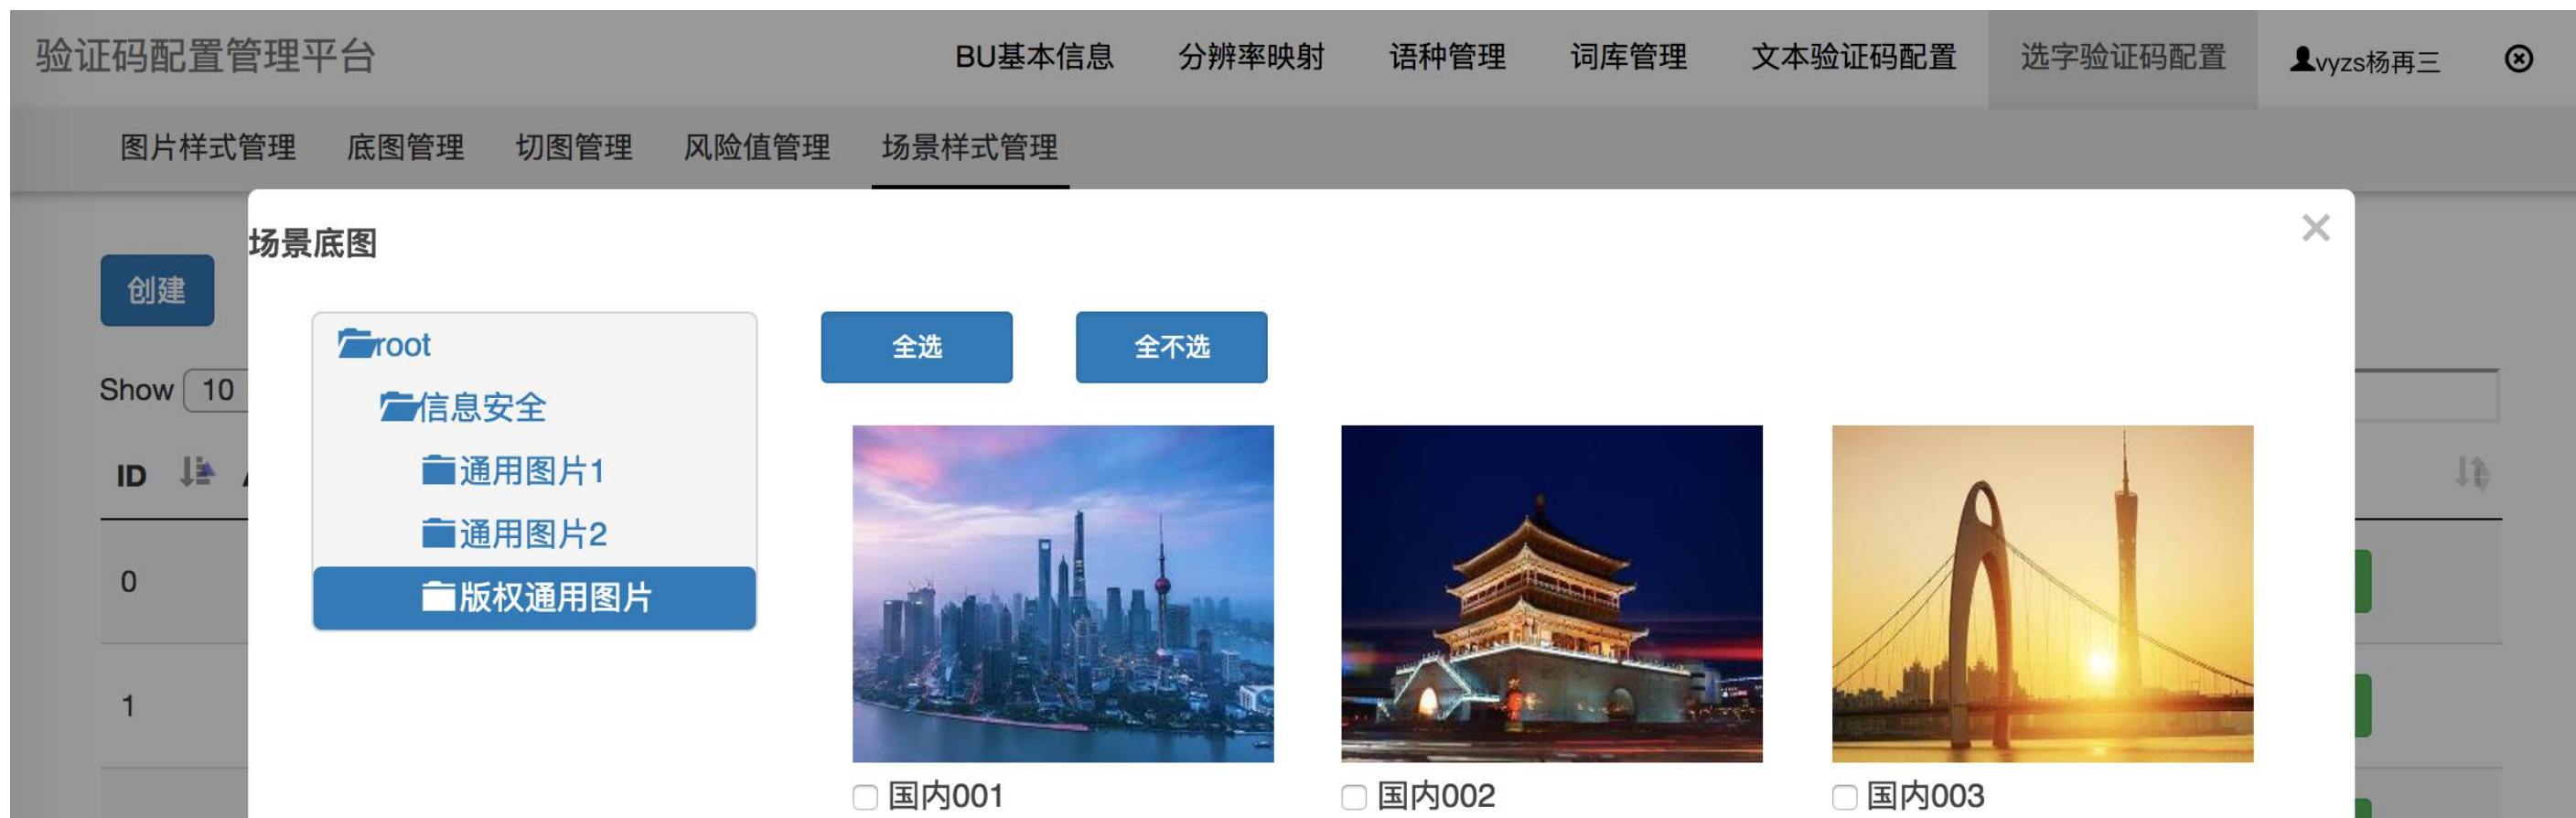 验证码配置管理平台 BU基本信息 分辨率映射 语种管理 词库管理 文本验证码配置 选字验证码配置 vyzs杨再三
图片样式管理 底图管理 切图管理 风险值管理 场景样式管理
场景底图
创建
root
全选 全不选
信息安全
Show 10
通用图片1
ID
通用图片2
版权通用图片
0
1
国内001 国内002 国内003